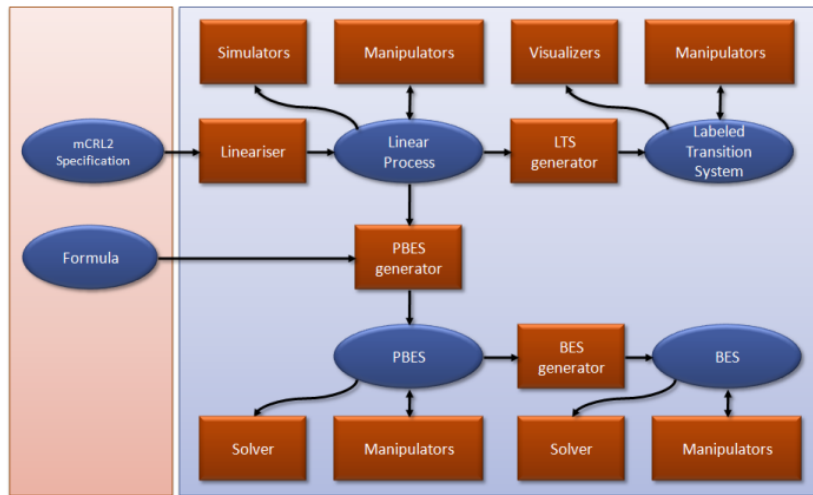 Simulators
Manipulators
Visualizers
Manipulators
mCRL2
Specification
Lineariser
Linear
Process
LTS
generator
Labeled
Transition
System
Formula
PBES
generator
PBES
BES
generator
BES
Solver
Manipulators
Solver
Manipulators